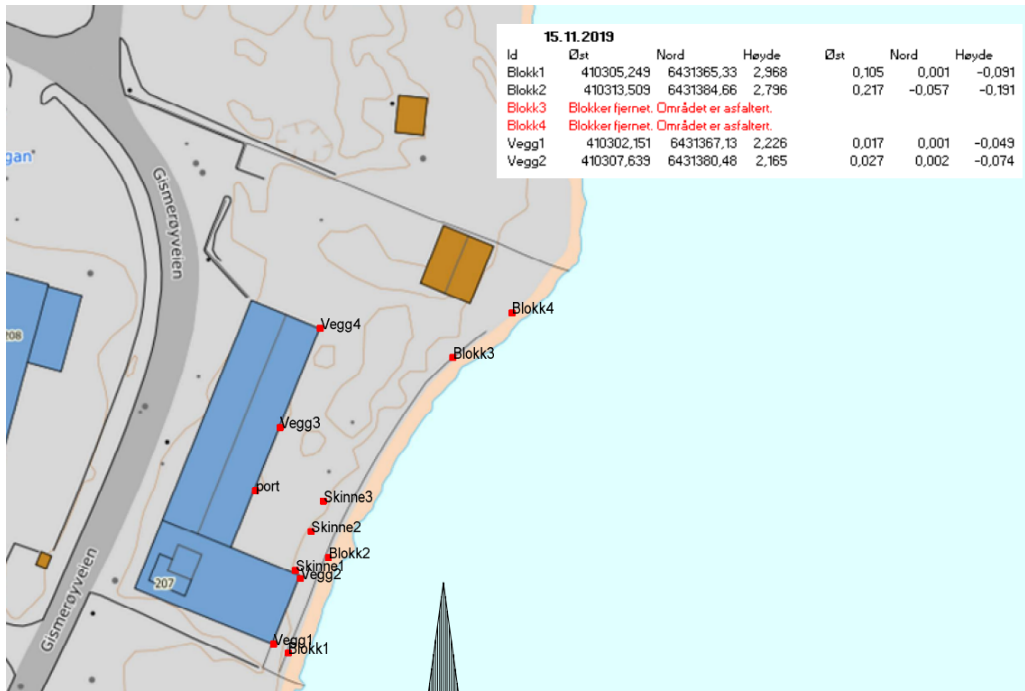 15.11.2019
Id Øst Nord Høyde Øst Nord Høyde
Blokk1 410305,249 6431365,33 2,968 0,105 0,001 -0,091
Blokk2 410313,509 6431384,66 2,796 0,217 -0,057 -0,191
Blokk3 Blokker fjernet. Området er asfaltert.
Blokk4 Blokker fjernet. Området er asfaltert.
Vegg1 410302,151 6431367,13 2,226 0,017 0,001 -0,049
Vegg2 410307,639 6431380,48 2,165 0,027 0,002 -0,074
gan
Gismerøyveien
Blokk4
Vegg4
208
Blokk3
Vegg3
port
Skinne3
Skinne2
Blokk2
Skinne1
Vegg2
207
Gismerøyveien
Vegg1
Blokk1